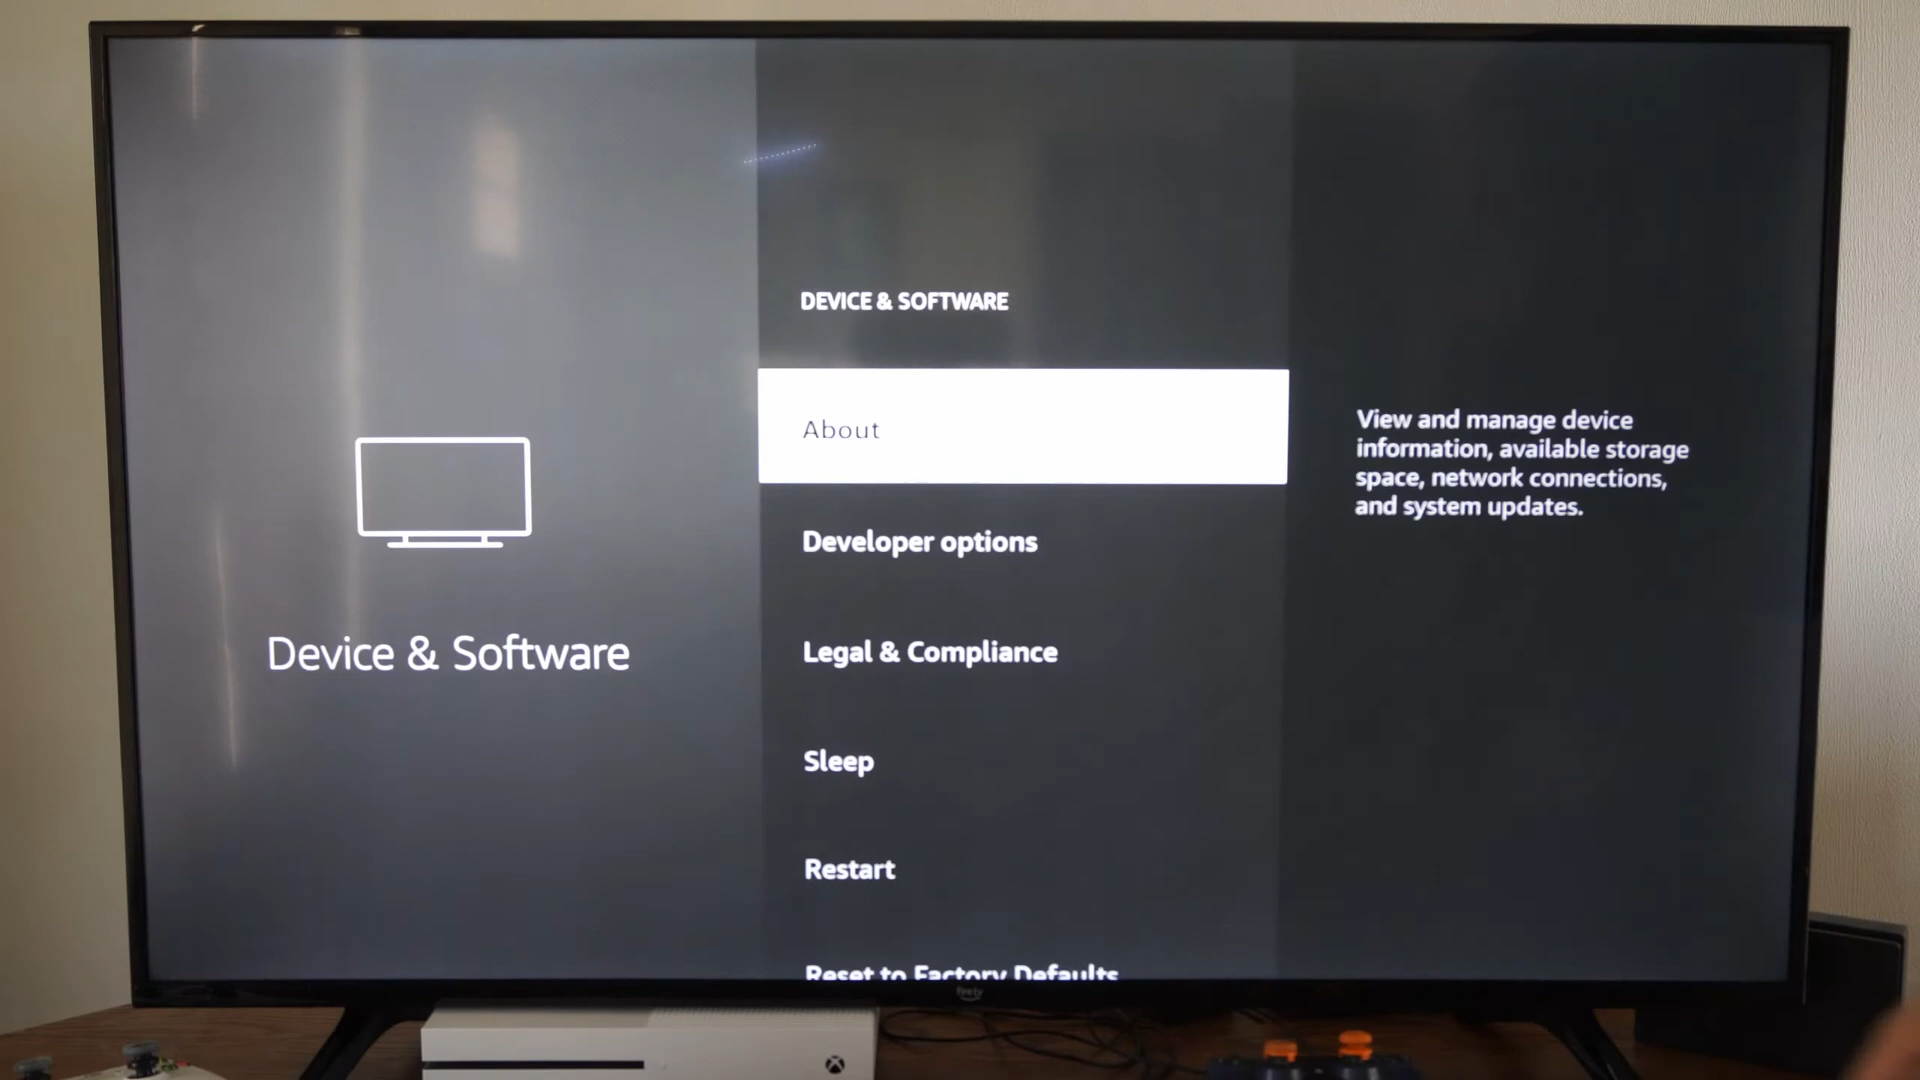 DEVICE & SOFTWARE
About
Developer options
Legal & Compliance
Sleep
Restart
Reset to Factory Defaults
Device & Software
View and manage device
information, available storage
space, network connections,
and system updates.
firetv